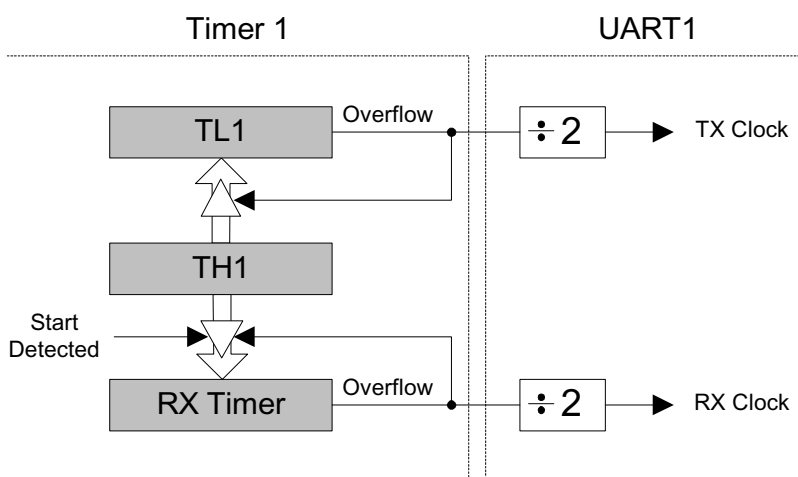 Timer 1
UART1
TL1
Overflow
÷2
TX Clock
TH1
Start
Detected
RX Timer
Overflow
÷2
RX Clock